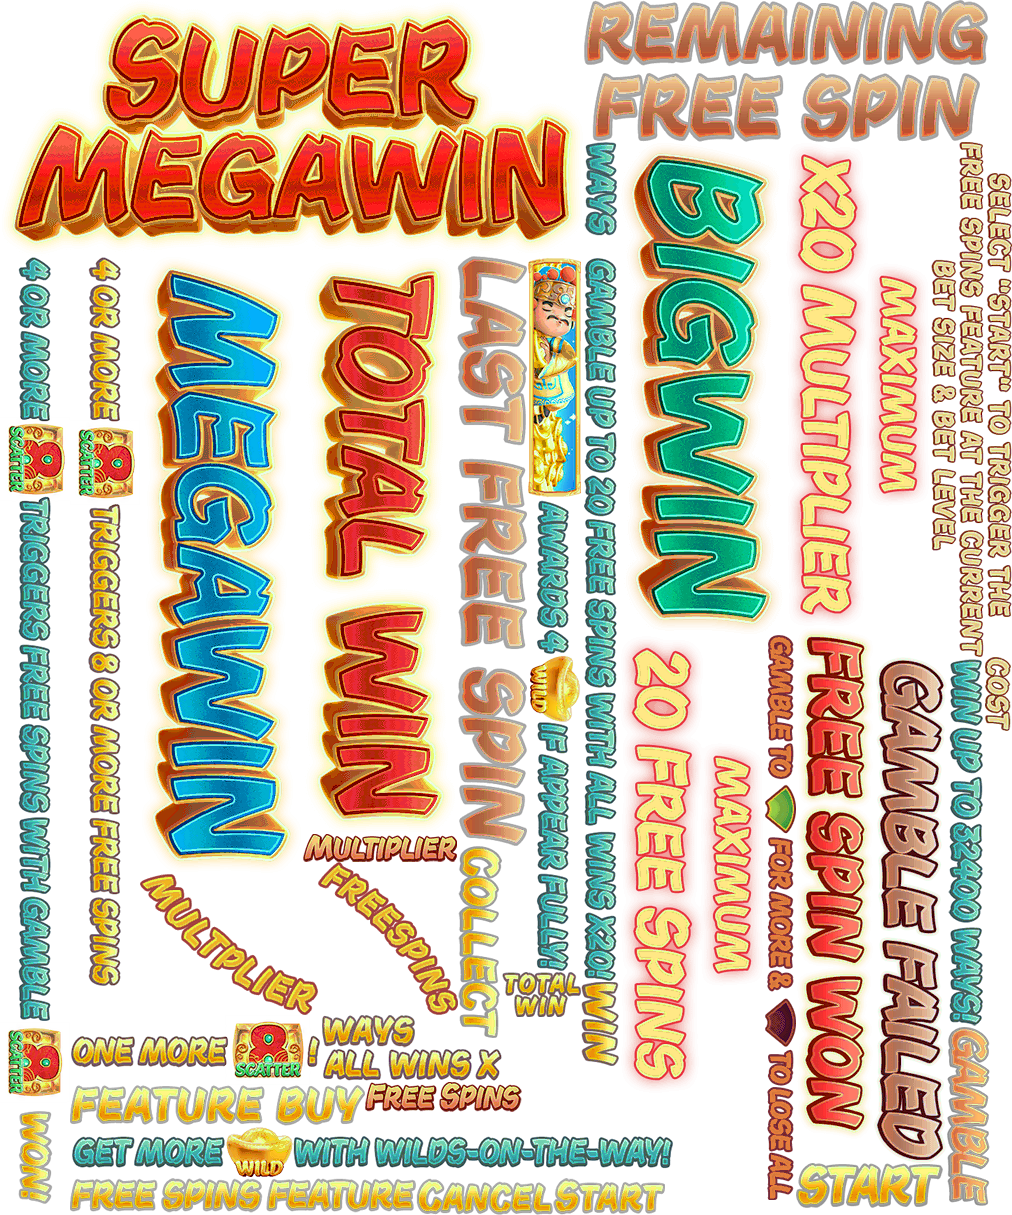 SUPER
MEGAWIN
REMAINING
FREE SPIN
WAYS
BIGWIN
x20 MULTIPLIER
MAXIMUM
SELECT "START" TO TRIGGER THE COST
FREE SPINS FEATURE AT THE CURRENT
BET SIZE & BET LEVEL
4 OR MORE
SCATTER
TRIGGERS FREE SPINS WITH GAMBLE
4 OR MORE
SCATTER
TRIGGERS 8 OR MORE FREE SPINS
MEGAWIN
TOTAL WIN
LAST FREE SPIN
AWARDS 4
WILD
IF APPEAR FULLY!
GAMBLE UP TO 20 FREE SPINS WITH ALL WINS X20!
20 FREE SPINS
MAXIMUM
GAMBLE TO
FOR MORE &
TO LOSE ALL
FREE SPIN WON
GAMBLE FAILED
WIN UP TO 32400 WAYS!
GAMBLE
MULTIPLIER
FREESPINS
MULTPLIER
COLLECT
TOTAL
WIN
WIN
SCATTER
WON!
ONE MORE
SCATTER
!
WAYS
ALL WINS X
FEATURE BUY
FREE SPINS
GET MORE
WILD
WITH WILDS-ON-THE-WAY!
FREE SPINS FEATURE
CANCEL
START
START